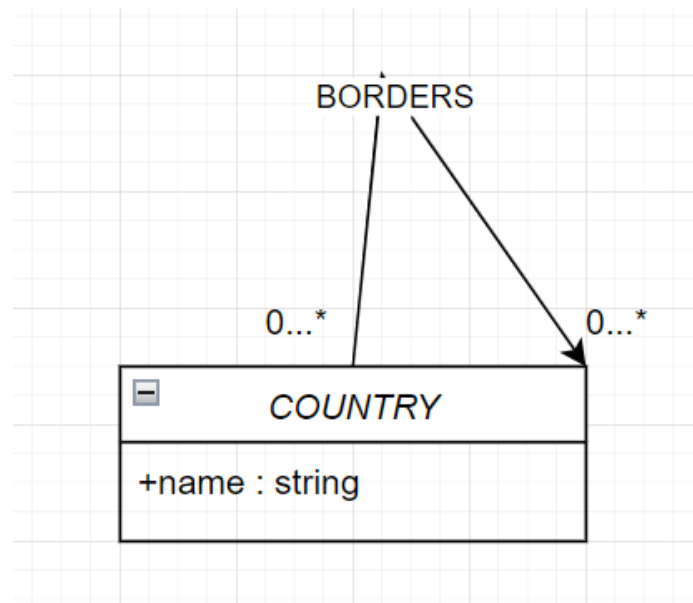 BORDERS
0...*
0...*
COUNTRY
+name : string